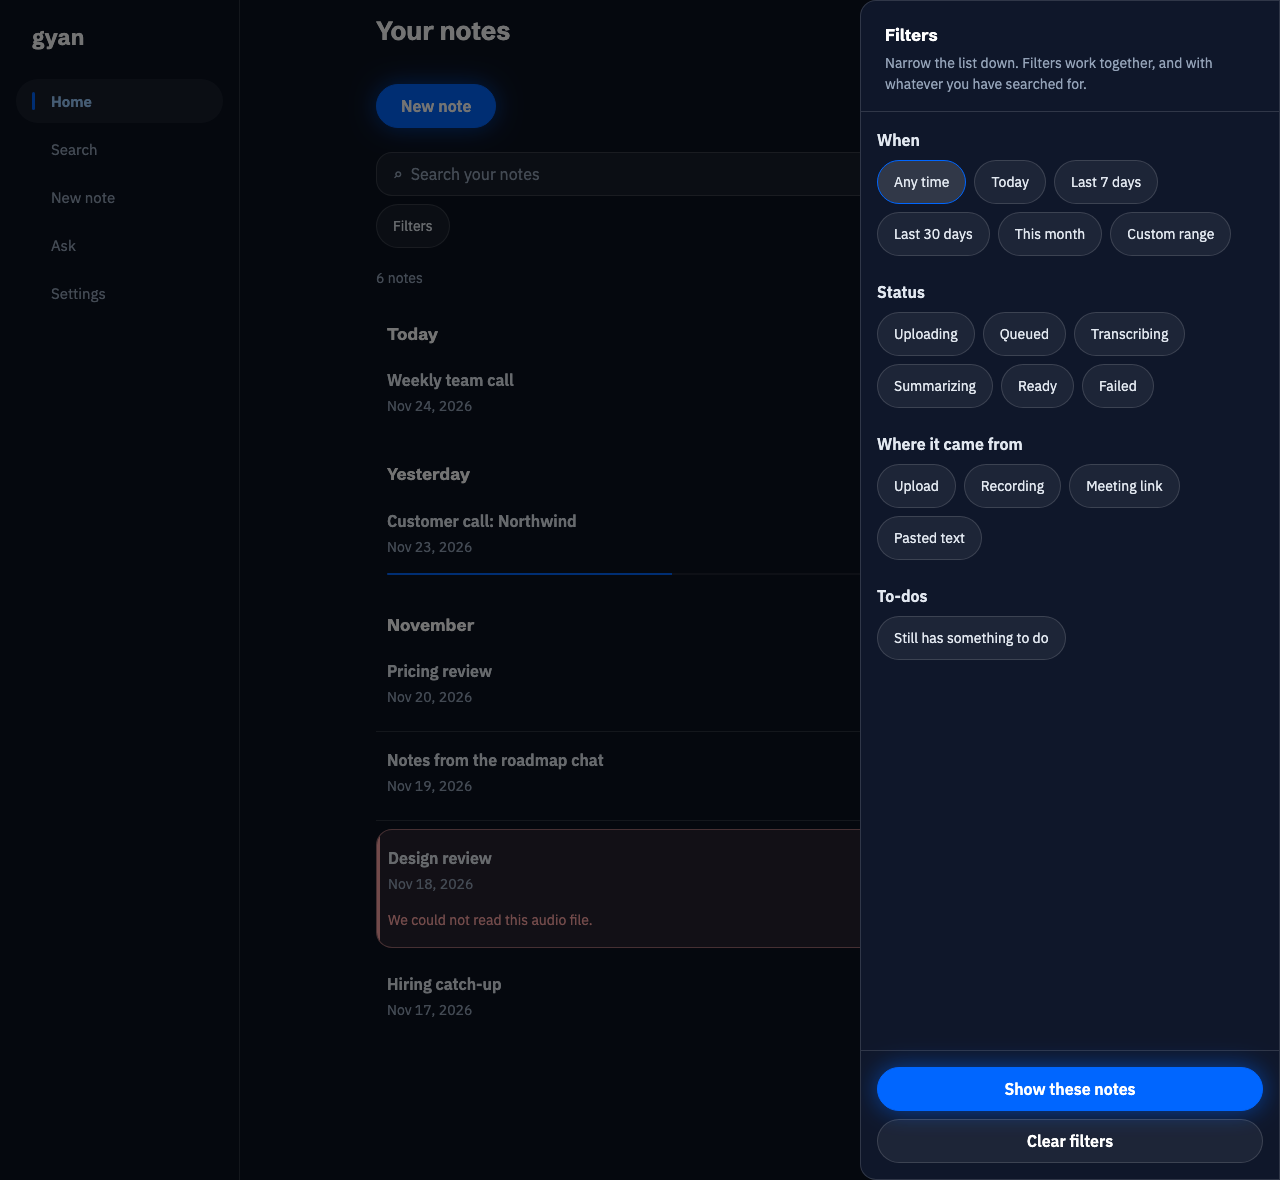 gyan
Home
Search
New note
Ask
Settings
Your notes
New note
Search your notes
Filters
6 notes
Today
Weekly team call
Nov 24, 2026
Yesterday
Customer call: Northwind
Nov 23, 2026
November
Pricing review
Nov 20, 2026
Notes from the roadmap chat
Nov 19, 2026
Design review
Nov 18, 2026
We could not read this audio file.
Hiring catch-up
Nov 17, 2026
Filters
Narrow the list down. Filters work together, and with
whatever you have searched for.
When
Any time Today Last 7 days
Last 30 days This month Custom range
Status
Uploading Queued Transcribing
Summarizing Ready Failed
Where it came from
Upload Recording Meeting link
Pasted text
To-dos
Still has something to do
Show these notes
Clear filters